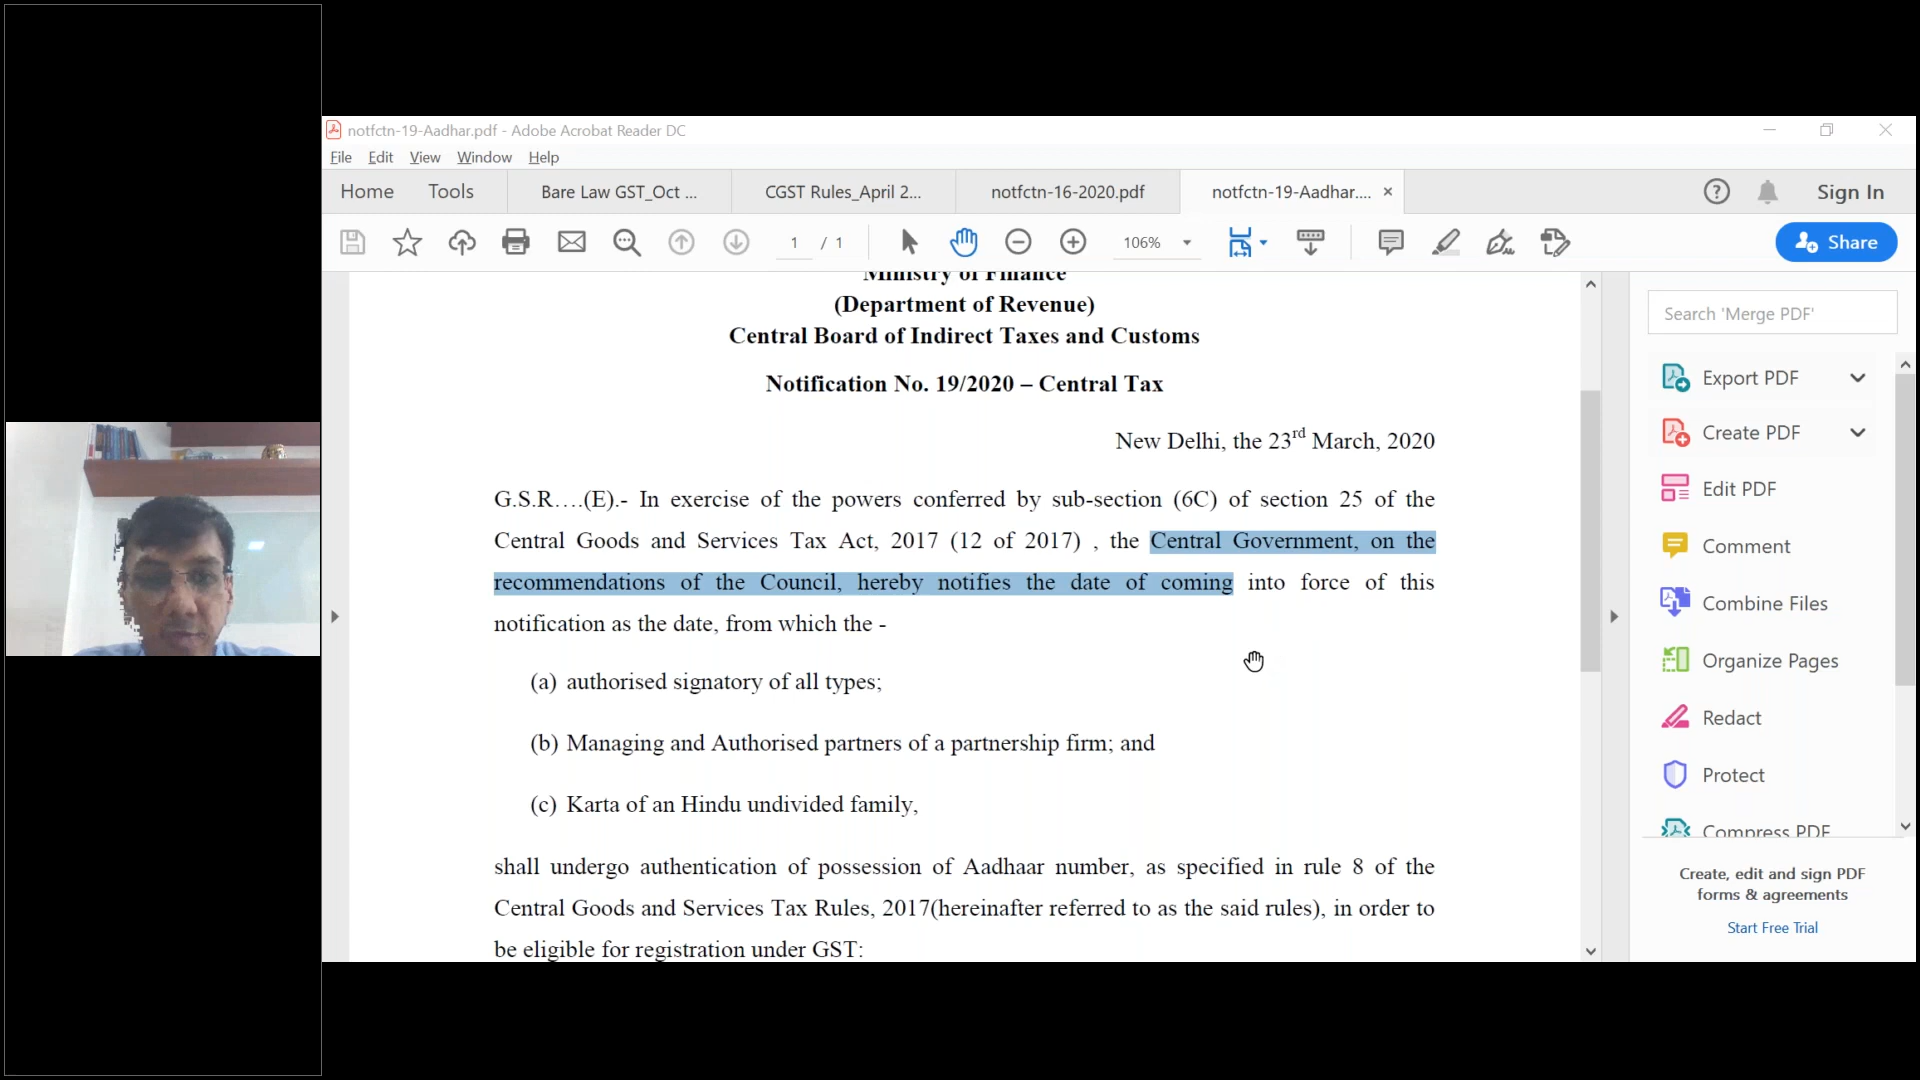 notfctn-19-Aadhar.pdf - Adobe Acrobat Reader DC
File Edit View Window Help
Home Tools Bare Law GST_Oct ... CGST Rules_April 2... notfctn-16-2020.pdf notfctn-19-Aadhar.... × Sign In
1 / 1 106% Share
Ministry of Finance
(Department of Revenue)
Central Board of Indirect Taxes and Customs
Notification No. 19/2020 – Central Tax
New Delhi, the 23rd March, 2020
G.S.R….(E).- In exercise of the powers conferred by sub-section (6C) of section 25 of the
Central Goods and Services Tax Act, 2017 (12 of 2017) , the Central Government, on the
recommendations of the Council, hereby notifies the date of coming into force of this
notification as the date, from which the -
(a) authorised signatory of all types;
(b) Managing and Authorised partners of a partnership firm; and
(c) Karta of an Hindu undivided family,
shall undergo authentication of possession of Aadhaar number, as specified in rule 8 of the
Central Goods and Services Tax Rules, 2017(hereinafter referred to as the said rules), in order to
be eligible for registration under GST:
Search 'Merge PDF'
Export PDF
Create PDF
Edit PDF
Comment
Combine Files
Organize Pages
Redact
Protect
Compress PDF
Create, edit and sign PDF
forms & agreements
Start Free Trial